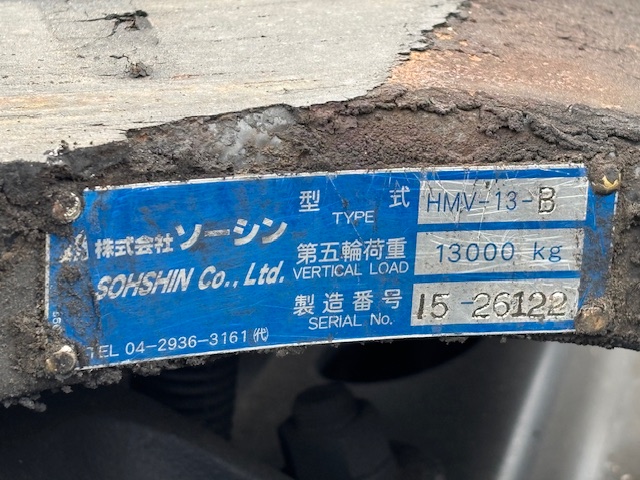 株式会社 ソーシン
SOHSHIN Co., Ltd.
TEL 04-2936-3161㈹
型 式 HMV-13-B
TYPE
第五輪荷重 13000 kg
VERTICAL LOAD
製造番号 15-26122
SERIAL No.